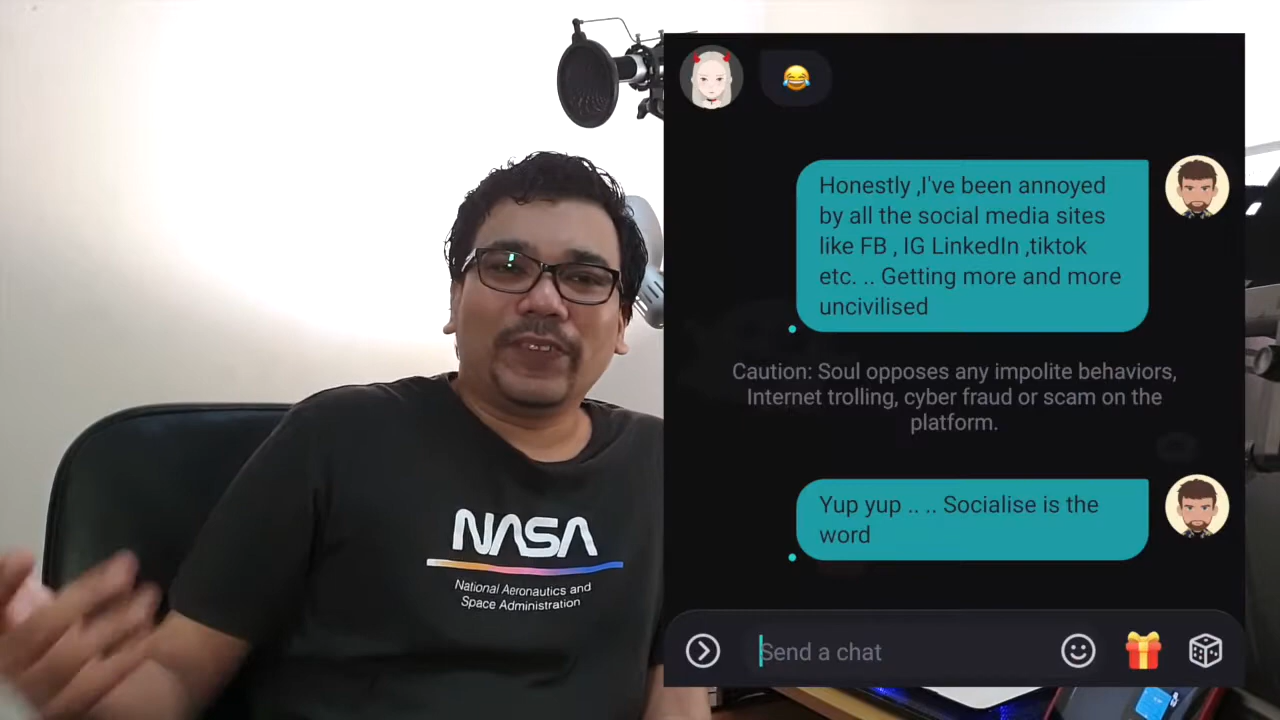 😂
Honestly ,I've been annoyed
by all the social media sites
like FB , IG LinkedIn ,tiktok
etc. .. Getting more and more
uncivilised
Caution: Soul opposes any impolite behaviors,
Internet trolling, cyber fraud or scam on the
platform.
Yup yup .. .. Socialise is the
word
Send a chat
NASA
National Aeronautics and
Space Administration